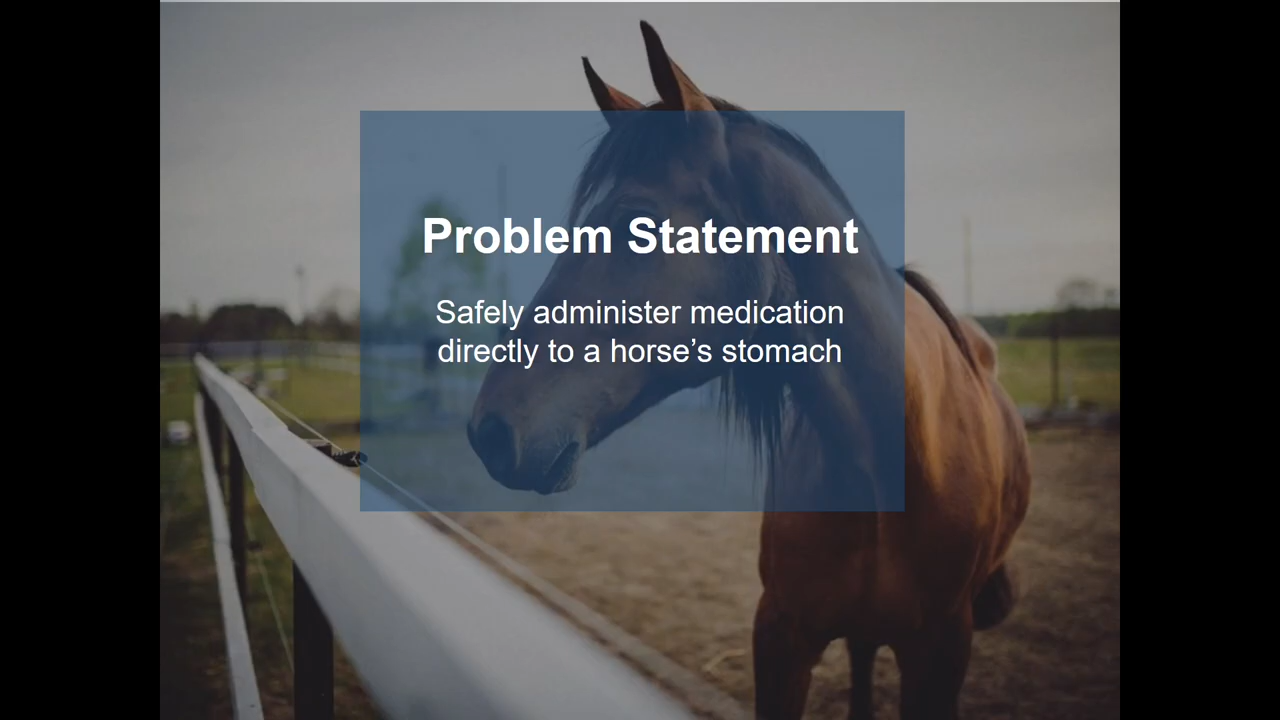 Problem Statement
Safely administer medication
directly to a horse’s stomach